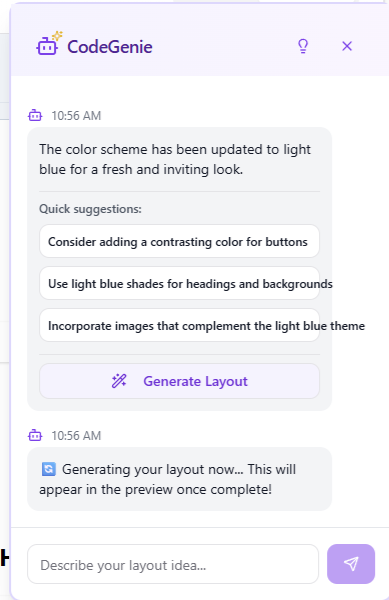 CodeGenie
10:56 AM
The color scheme has been updated to light
blue for a fresh and inviting look.
Quick suggestions:
Consider adding a contrasting color for buttons
Use light blue shades for headings and backgrounds
Incorporate images that complement the light blue theme
Generate Layout
10:56 AM
🔄 Generating your layout now... This will
appear in the preview once complete!
Describe your layout idea...